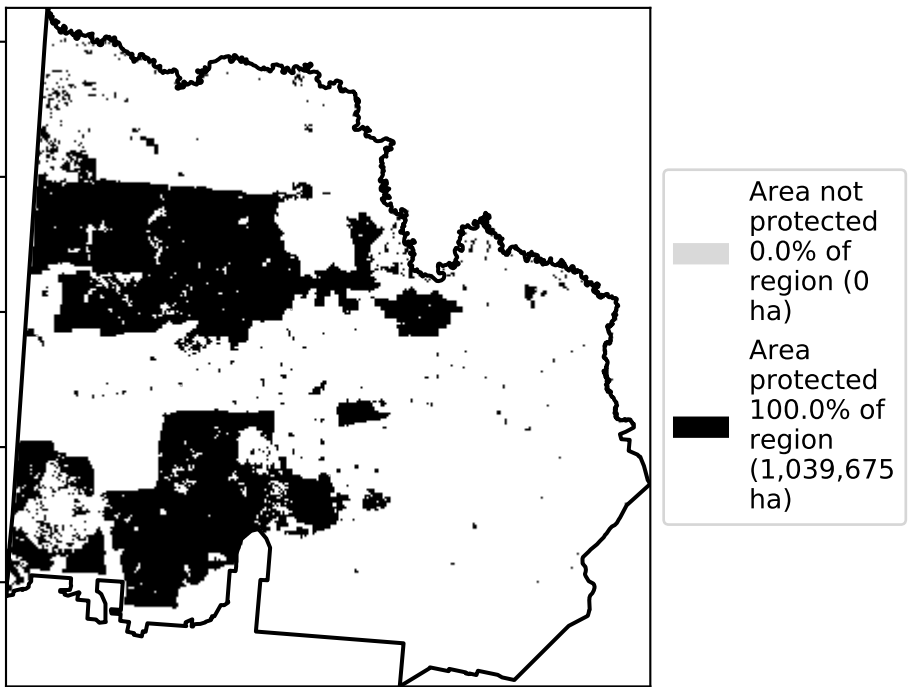 Area not
protected
0.0% of
region (0
ha)
Area
protected
100.0% of
region
(1,039,675
ha)